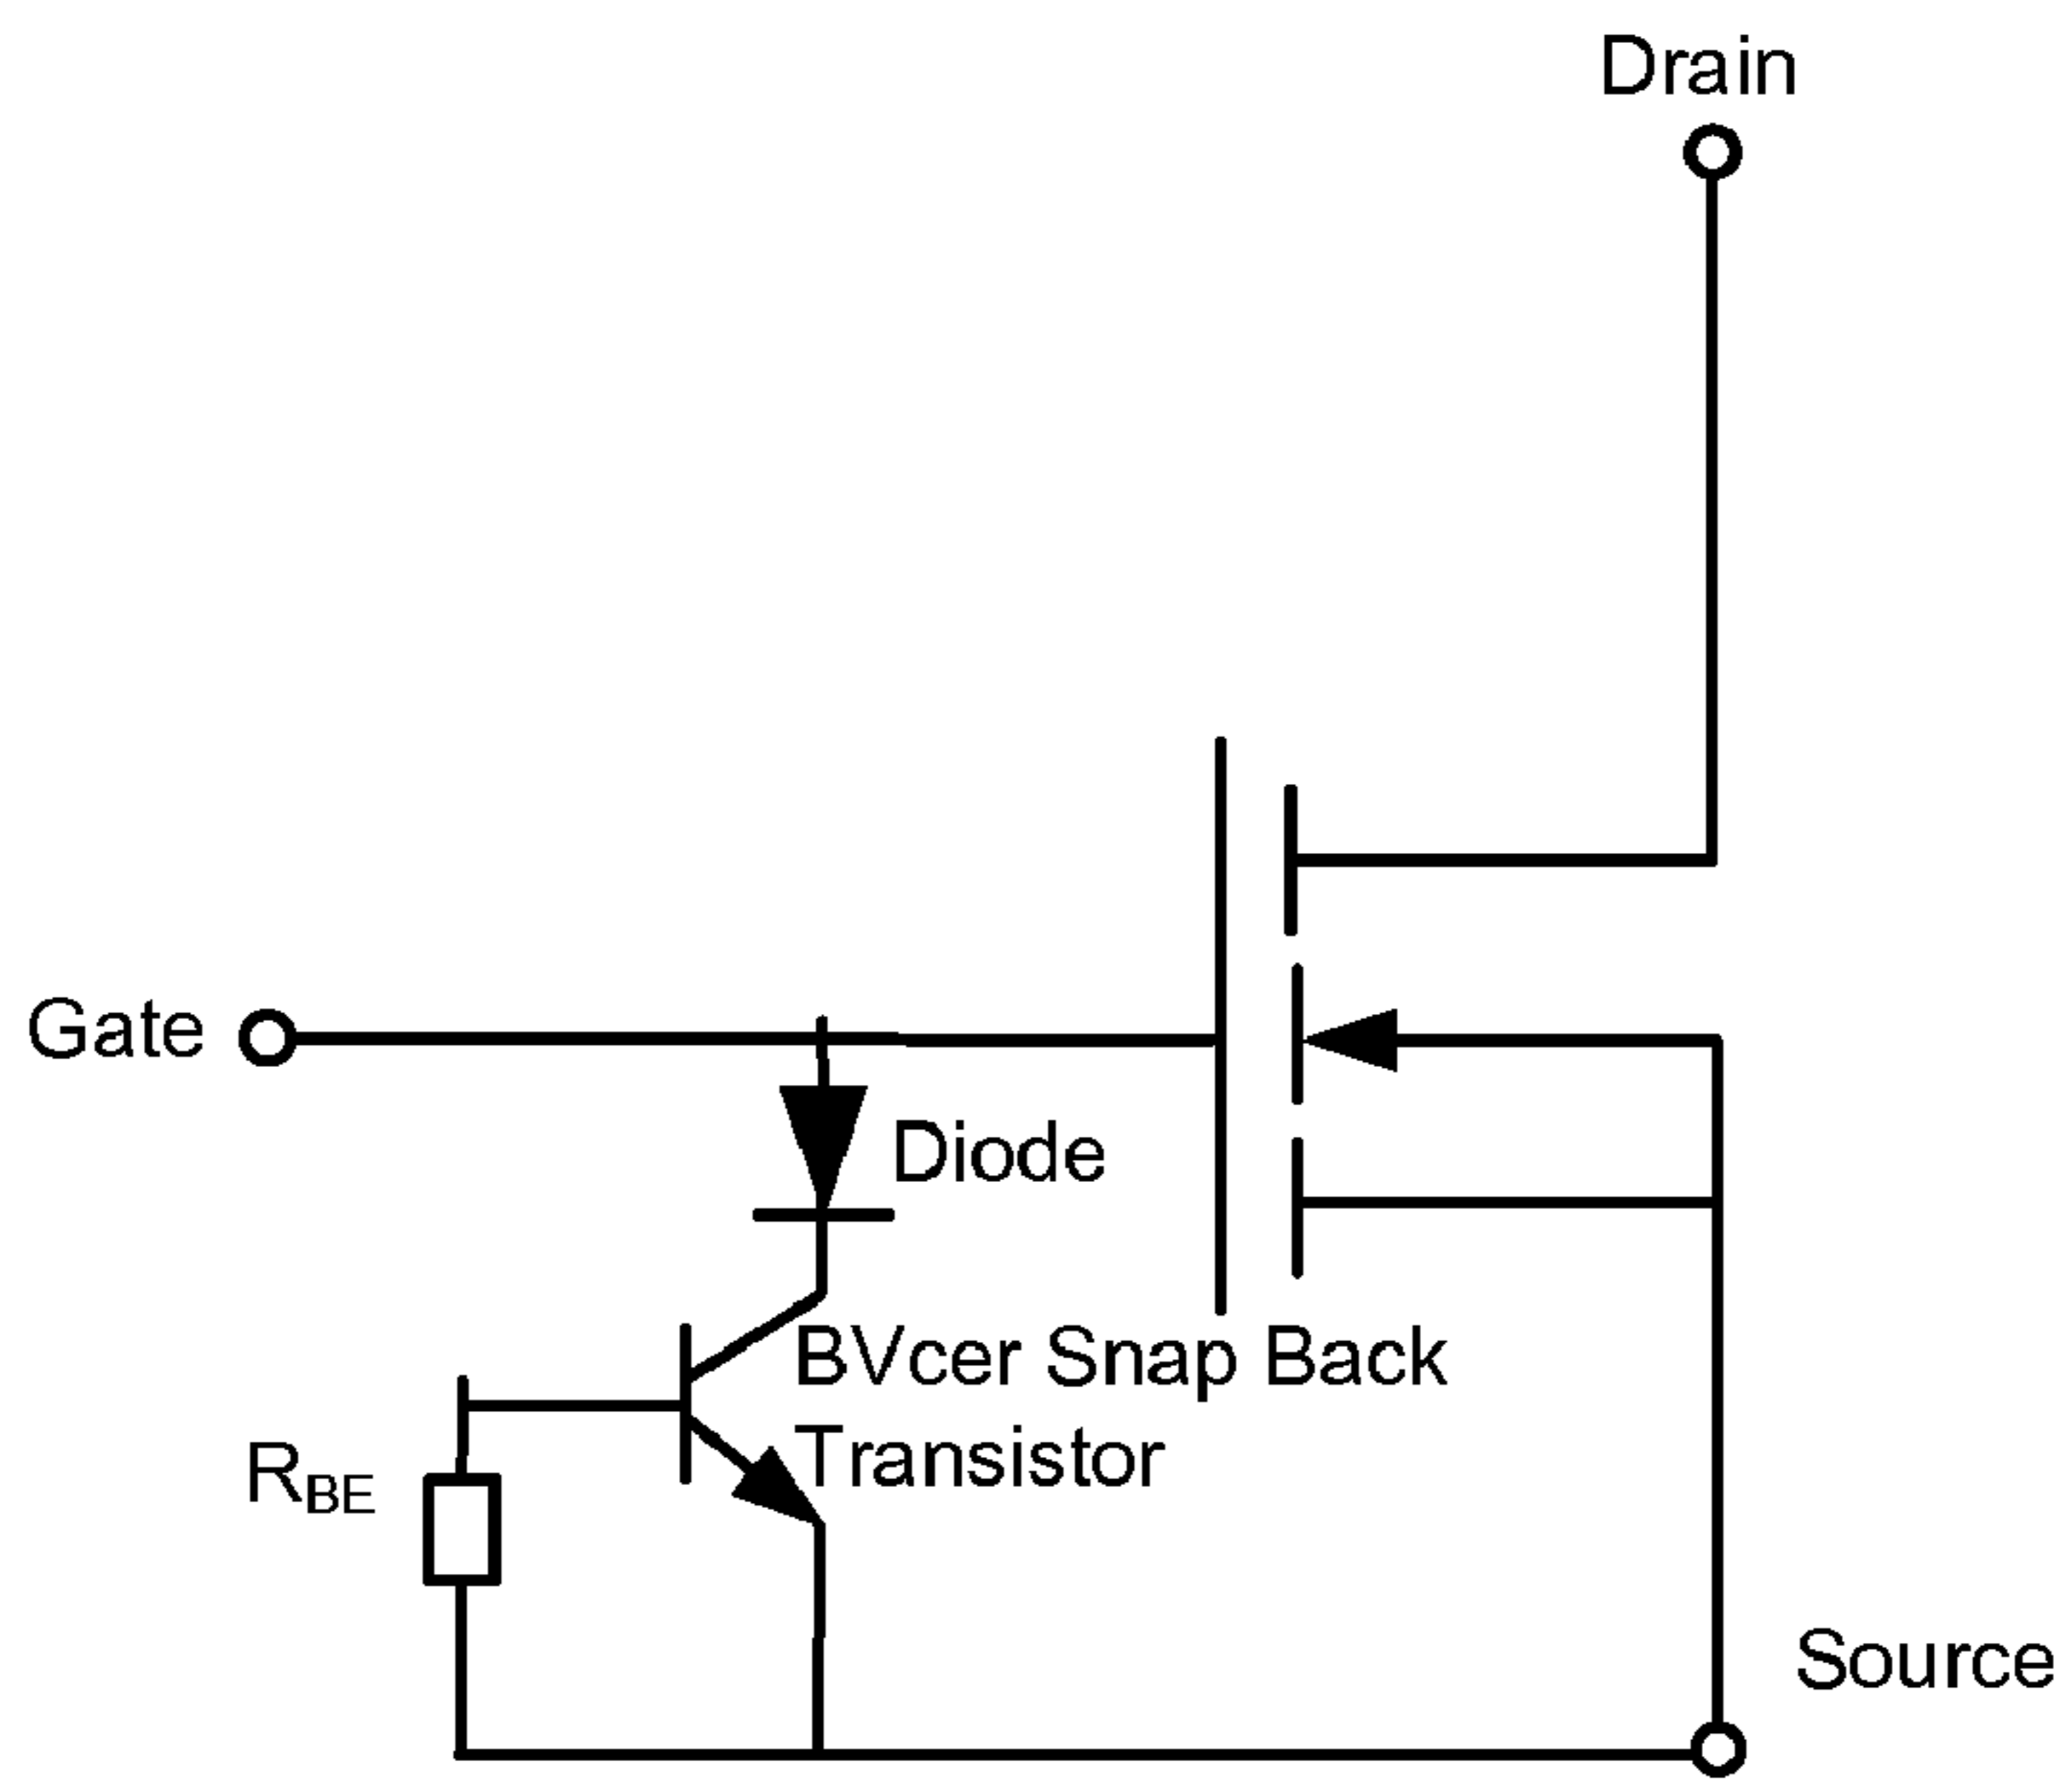 Drain
Gate
Diode
BVcer Snap Back
Transistor
RBE
Source